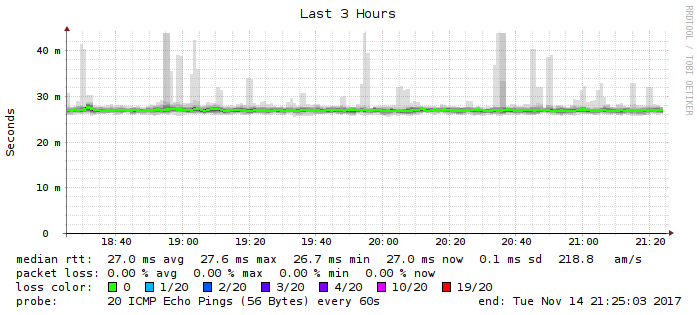 Last 3 Hours
RRDTOOL / TOBI OETIKER
Seconds
40 m
30 m
20 m
10 m
0
18:40 19:00 19:20 19:40 20:00 20:20 20:40 21:00 21:20
median rtt: 27.0 ms avg 27.6 ms max 26.7 ms min 27.0 ms now 0.1 ms sd 218.8 am/s
packet loss: 0.00 % avg 0.00 % max 0.00 % min 0.00 % now
loss color: 0 1/20 2/20 3/20 4/20 10/20 19/20
probe: 20 ICMP Echo Pings (56 Bytes) every 60s end: Tue Nov 14 21:25:03 2017